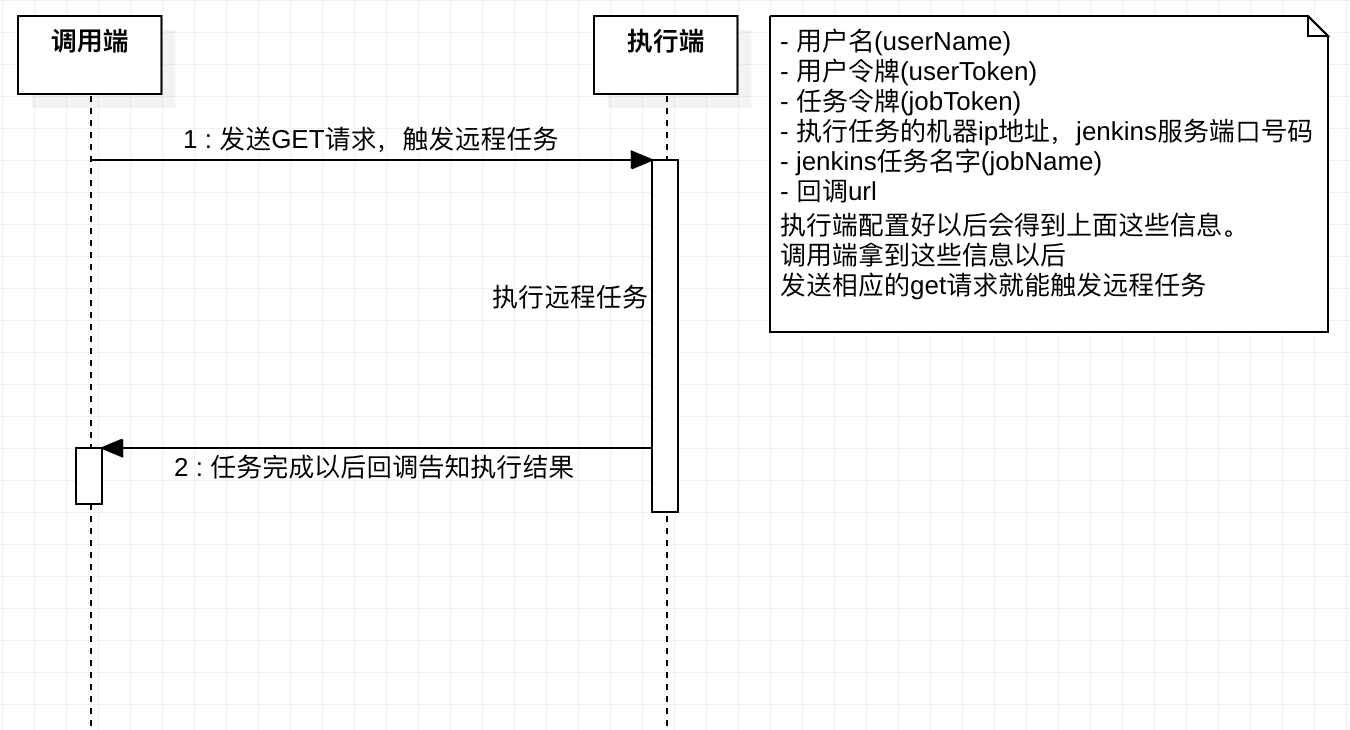 调用端
执行端
- 用户名(userName)
- 用户令牌(userToken)
- 任务令牌(jobToken)
- 执行任务的机器ip地址，jenkins服务端口号码
- jenkins任务名字(jobName)
- 回调url
执行端配置好以后会得到上面这些信息。
调用端拿到这些信息以后
发送相应的get请求就能触发远程任务
1 : 发送GET请求，触发远程任务
执行远程任务
2 : 任务完成以后回调告知执行结果